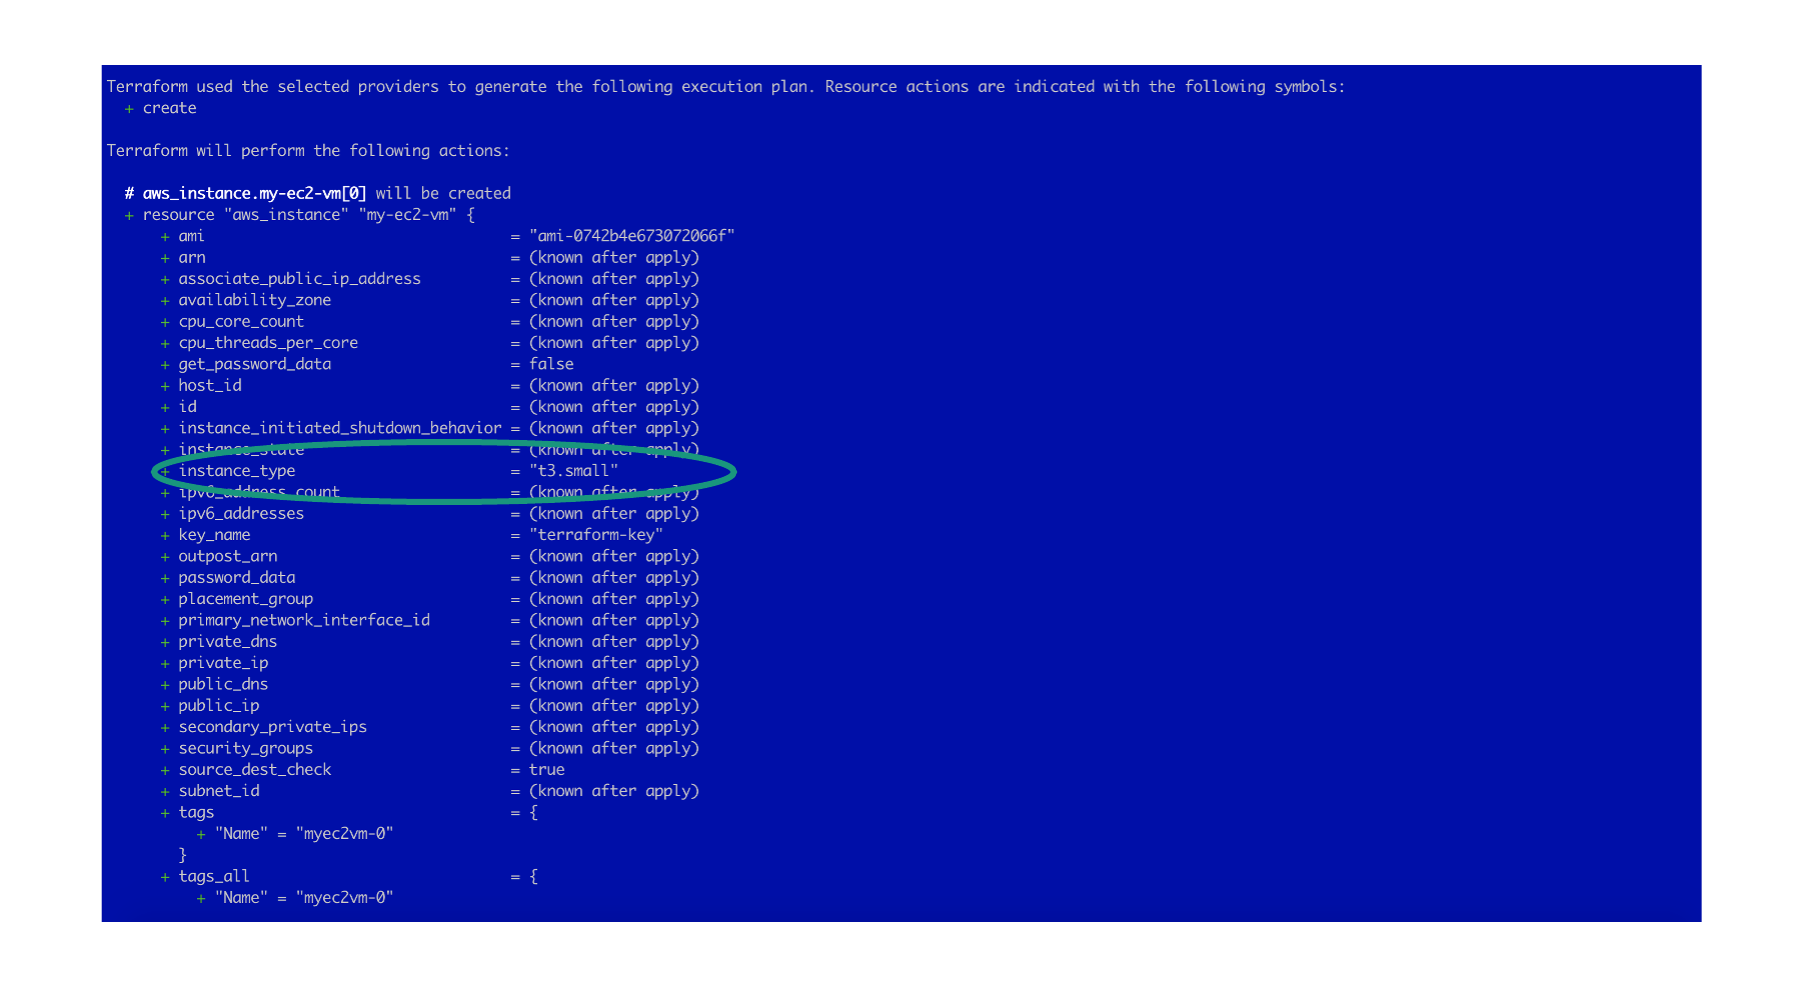 Terraform used the selected providers to generate the following execution plan. Resource actions are indicated with the following symbols:
  + create

Terraform will perform the following actions:

  # aws_instance.my-ec2-vm[0] will be created
  + resource "aws_instance" "my-ec2-vm" {
      + ami                                  = "ami-0742b4e673072066f"
      + arn                                  = (known after apply)
      + associate_public_ip_address          = (known after apply)
      + availability_zone                    = (known after apply)
      + cpu_core_count                       = (known after apply)
      + cpu_threads_per_core                 = (known after apply)
      + get_password_data                    = false
      + host_id                              = (known after apply)
      + id                                   = (known after apply)
      + instance_initiated_shutdown_behavior = (known after apply)
      + instance_state                       = (known after apply)
      + instance_type                        = "t3.small"
      + ipv6_address_count                   = (known after apply)
      + ipv6_addresses                       = (known after apply)
      + key_name                             = "terraform-key"
      + outpost_arn                          = (known after apply)
      + password_data                        = (known after apply)
      + placement_group                      = (known after apply)
      + primary_network_interface_id         = (known after apply)
      + private_dns                          = (known after apply)
      + private_ip                           = (known after apply)
      + public_dns                           = (known after apply)
      + public_ip                            = (known after apply)
      + secondary_private_ips                = (known after apply)
      + security_groups                      = (known after apply)
      + source_dest_check                    = true
      + subnet_id                            = (known after apply)
      + tags                                 = {
          + "Name" = "myec2vm-0"
        }
      + tags_all                             = {
          + "Name" = "myec2vm-0"